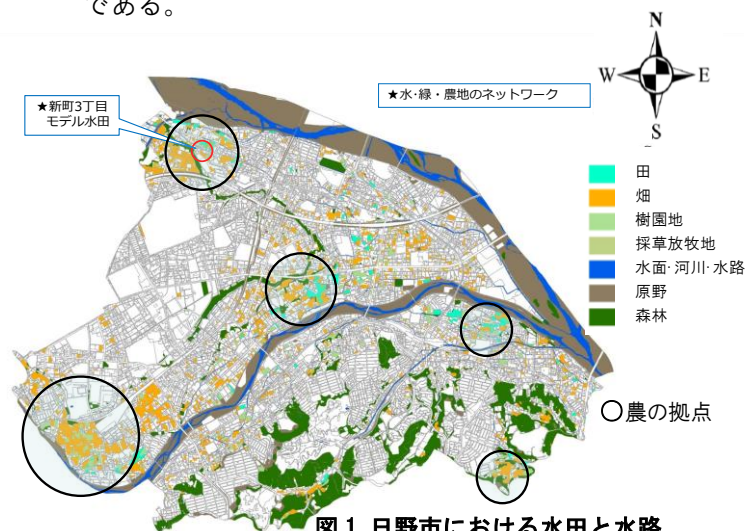 である。
N
W
E
S
★新町3丁目
モデル水田
★水・緑・農地のネットワーク
田
畑
樹園地
採草放牧地
水面・河川・水路
原野
森林
○農の拠点
図1 日野市における水田と水路